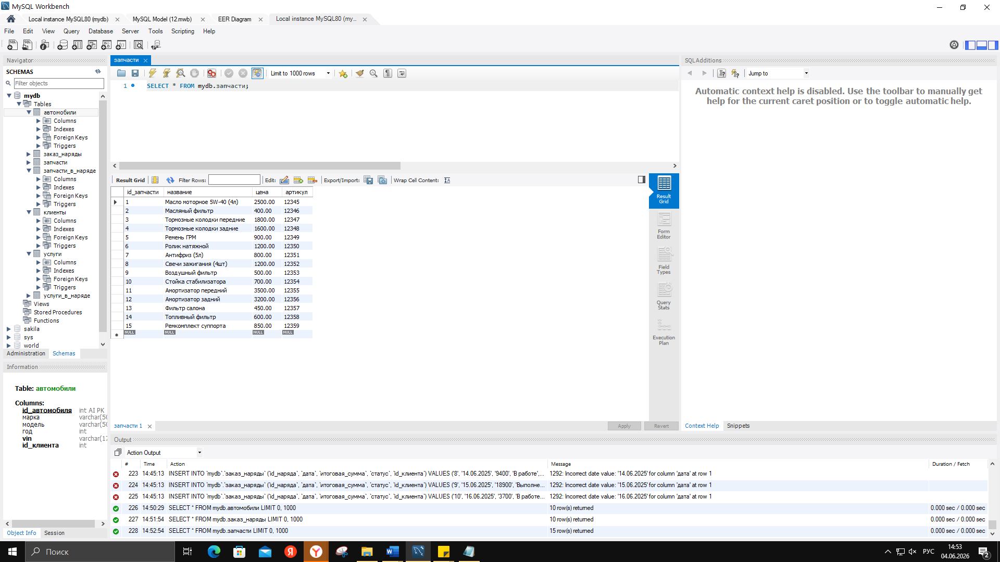 MySQL Workbench
Local instance MySQL80 (mydb)
MySQL Model (12.mwb)
EER Diagram
Local instance MySQL80 (my...
File Edit View Query Database Server Tools Scripting Help
Navigator
SCHEMAS
Filter objects
mydb
Tables
автомобили
Columns
Indexes
Foreign Keys
Triggers
заказ_наряды
запчасти
запчасти_в_наряде
Columns
Indexes
Foreign Keys
Triggers
клиенты
Columns
Indexes
Foreign Keys
Triggers
услуги
Columns
Indexes
Foreign Keys
Triggers
услуги_в_наряде
Views
Stored Procedures
Functions
sakila
sys
world
Administration Schemas
Information
Table: автомобили
Columns:
id_автомобиля int AI PK
марка varchar(50
модель varchar(50
год int
vin varchar(17
id_клиента int
Object Info Session
запчасти
Limit to 1000 rows
1 SELECT * FROM mydb.запчасти;
Result Grid Filter Rows: Edit: Export/Import: Wrap Cell Content:
id_запчасти название цена артикул
1 Масло моторное 5W-40 (4л) 2500.00 12345
2 Масляный фильтр 400.00 12346
3 Тормозные колодки передние 1800.00 12347
4 Тормозные колодки задние 1600.00 12348
5 Ремень ГРМ 900.00 12349
6 Ролик натяжной 1200.00 12350
7 Антифриз (5л) 800.00 12351
8 Свечи зажигания (4шт) 1200.00 12352
9 Воздушный фильтр 500.00 12353
10 Стойка стабилизатора 700.00 12354
11 Амортизатор передний 3500.00 12355
12 Амортизатор задний 3200.00 12356
13 Фильтр салона 450.00 12357
14 Топливный фильтр 600.00 12358
15 Ремкомплект суппорта 850.00 12359
NULL NULL NULL NULL
Result Grid
Form Editor
Field Types
Query Stats
Execution Plan
запчасти 1
Apply Revert
SQLAdditions
Jump to
Automatic context help is disabled. Use the toolbar to manually get
help for the current caret position or to toggle automatic help.
Context Help Snippets
Output
Action Output
# Time Action Message Duration / Fetch
223 14:45:13 INSERT INTO `mydb`.`заказ_наряды` (`id_наряда`, `дата`, `итоговая_сумма`, `статус`, `id_клиента`) VALUES ('8', '14.06.2025', '9400', 'В работе',... 1292: Incorrect date value: '14.06.2025' for column 'дата' at row 1
224 14:45:13 INSERT INTO `mydb`.`заказ_наряды` (`id_наряда`, `дата`, `итоговая_сумма`, `статус`, `id_клиента`) VALUES ('9', '15.06.2025', '18900', 'Выполне... 1292: Incorrect date value: '15.06.2025' for column 'дата' at row 1
225 14:45:13 INSERT INTO `mydb`.`заказ_наряды` (`id_наряда`, `дата`, `итоговая_сумма`, `статус`, `id_клиента`) VALUES ('10', '16.06.2025', '3700', 'В работе... 1292: Incorrect date value: '16.06.2025' for column 'дата' at row 1
226 14:50:29 SELECT * FROM mydb.автомобили LIMIT 0, 1000 10 row(s) returned 0.000 sec / 0.000 sec
227 14:51:54 SELECT * FROM mydb.заказ_наряды LIMIT 0, 1000 10 row(s) returned 0.000 sec / 0.000 sec
228 14:52:54 SELECT * FROM mydb.запчасти LIMIT 0, 1000 15 row(s) returned 0.000 sec / 0.000 sec
Поиск
РУС
14:53
04.06.2026
2